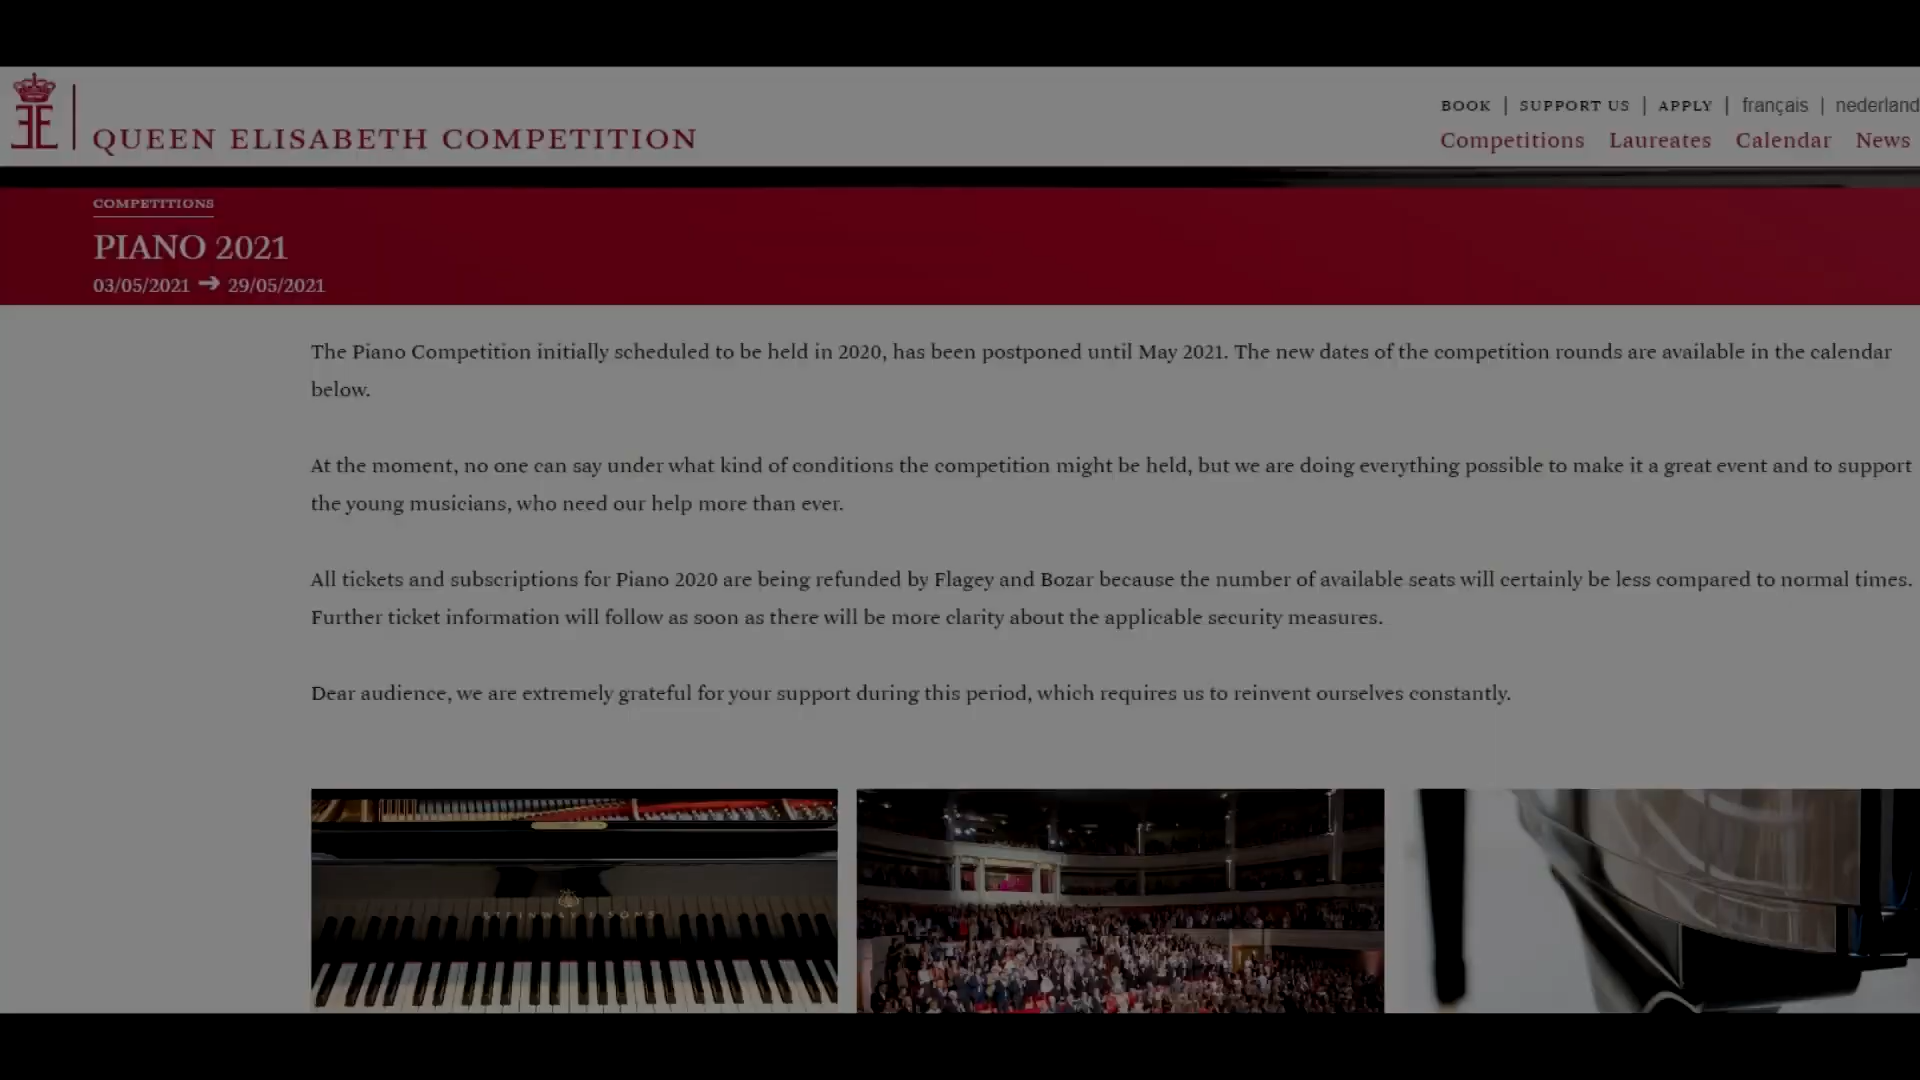 BOOK | SUPPORT US | APPLY | français | nederland
QUEEN ELISABETH COMPETITION
Competitions Laureates Calendar News
COMPETITIONS
PIANO 2021
03/05/2021 ➔ 29/05/2021
The Piano Competition initially scheduled to be held in 2020, has been postponed until May 2021. The new dates of the competition rounds are available in the calendar
below.
At the moment, no one can say under what kind of conditions the competition might be held, but we are doing everything possible to make it a great event and to support
the young musicians, who need our help more than ever.
All tickets and subscriptions for Piano 2020 are being refunded by Flagey and Bozar because the number of available seats will certainly be less compared to normal times.
Further ticket information will follow as soon as there will be more clarity about the applicable security measures.
Dear audience, we are extremely grateful for your support during this period, which requires us to reinvent ourselves constantly.
STEINWAY & SONS